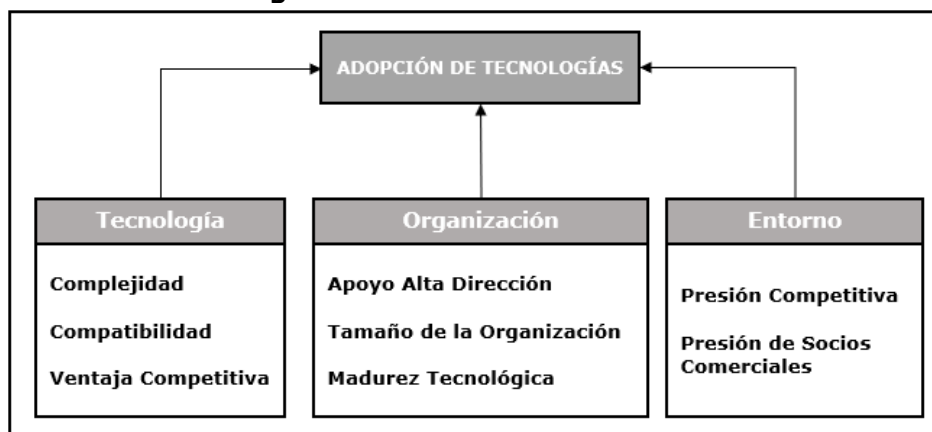 ADOPCIÓN DE TECNOLOGÍAS
Tecnología
Complejidad
Compatibilidad
Ventaja Competitiva
Organización
Apoyo Alta Dirección
Tamaño de la Organización
Madurez Tecnológica
Entorno
Presión Competitiva
Presión de Socios
Comerciales